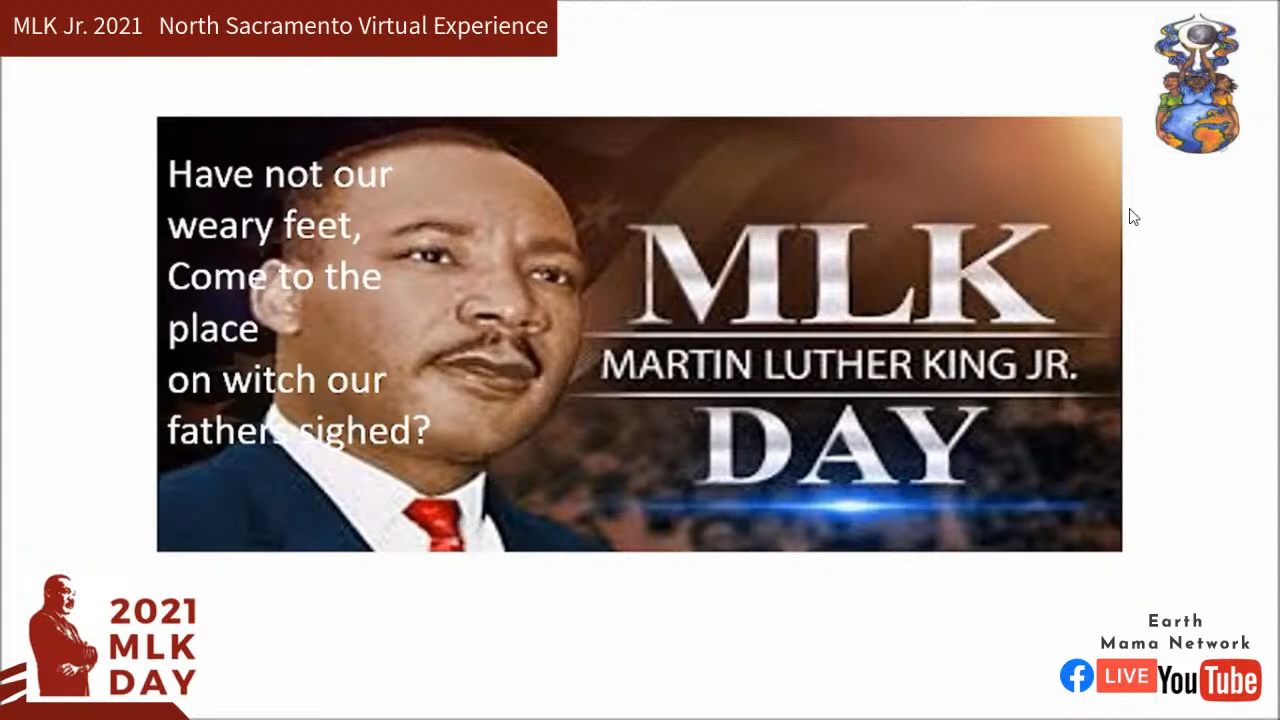 MLK Jr. 2021 North Sacramento Virtual Experience
Have not our
weary feet,
Come to the
place
on witch our
fathers sighed?
MLK
MARTIN LUTHER KING JR.
DAY
2021
MLK
DAY
Earth
Mama Network
LIVE YouTube